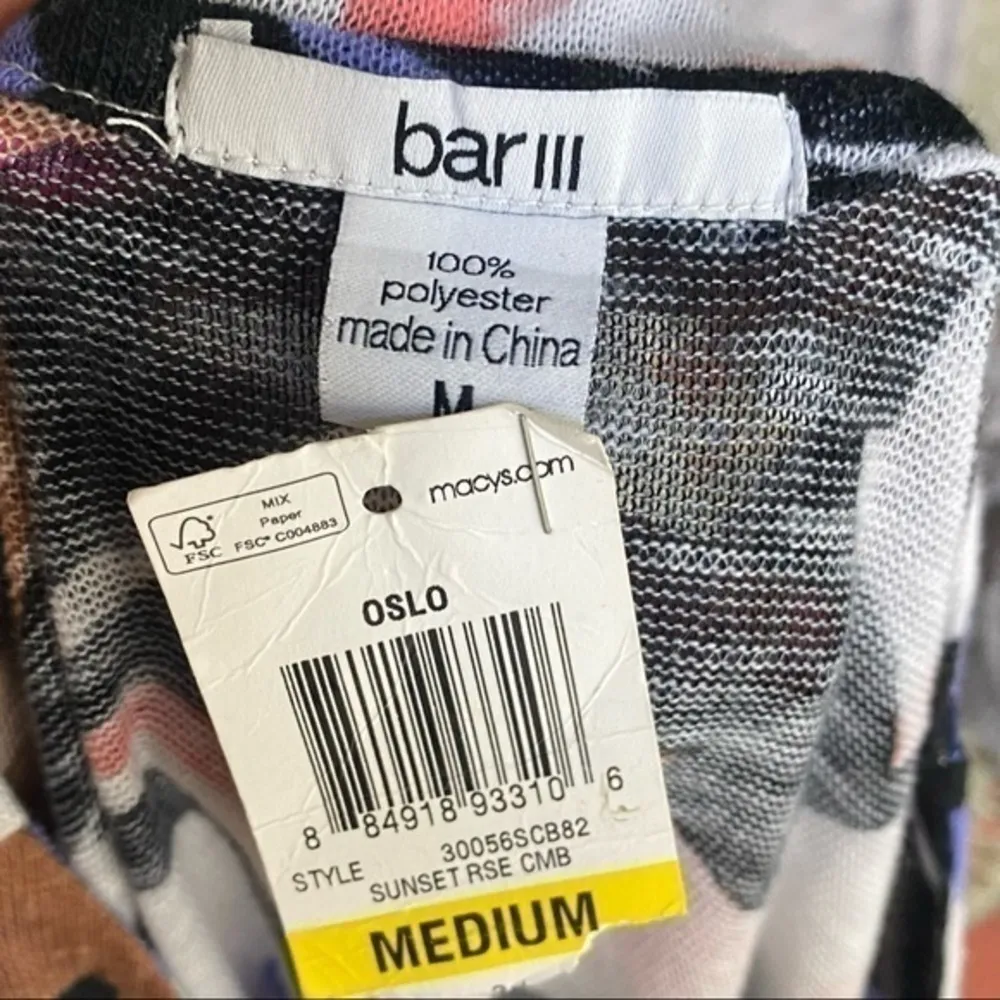 bar III
100%
polyester
made in China
M
MIX
Paper
FSC® C004883
FSC
macys.com
OSLO
8 84918 93310 6
STYLE 30056SCB82
SUNSET RSE CMB
MEDIUM